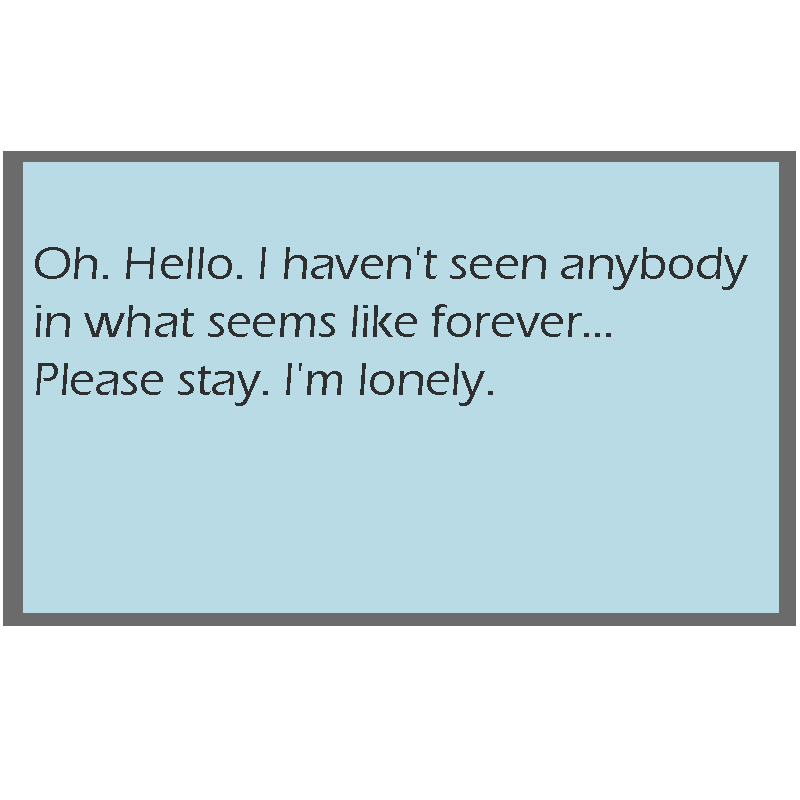 Oh. Hello. I haven't seen anybody
in what seems like forever...
Please stay. I'm lonely.